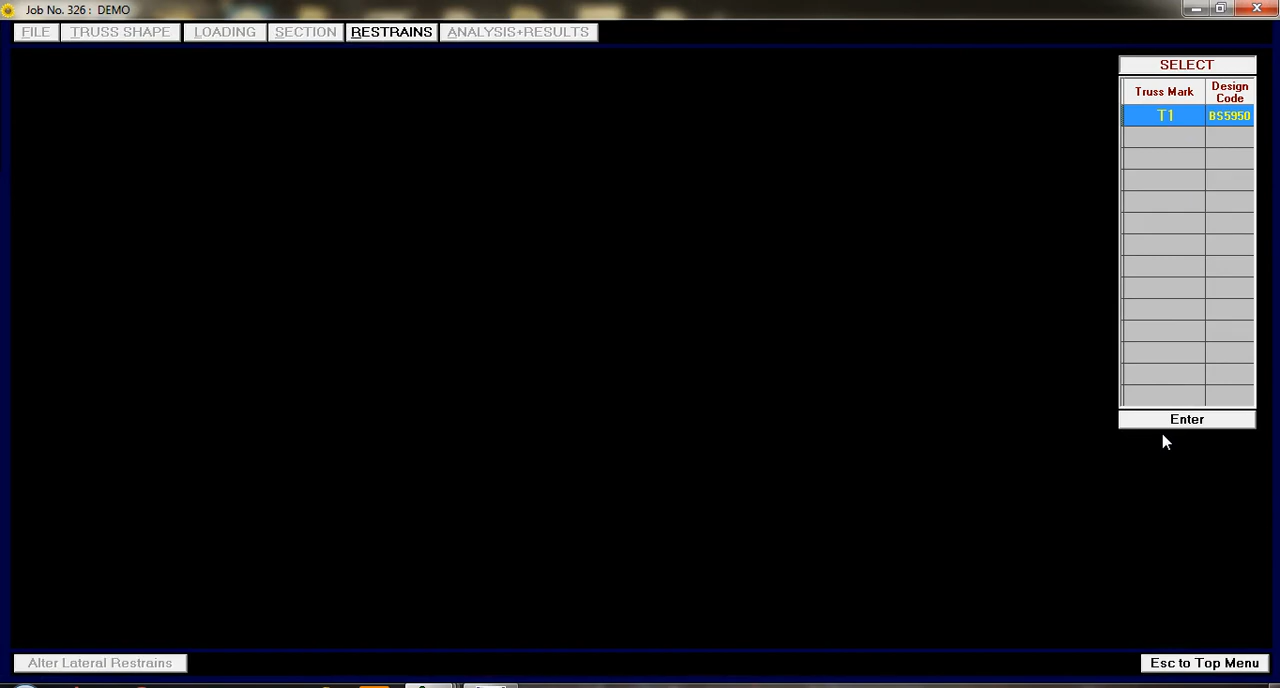 Job No. 326 : DEMO
FILE TRUSS SHAPE LOADING SECTION RESTRAINS ANALYSIS+RESULTS
SELECT
Truss Mark Design Code
T1 BS5950
Enter
Alter Lateral Restrains Esc to Top Menu